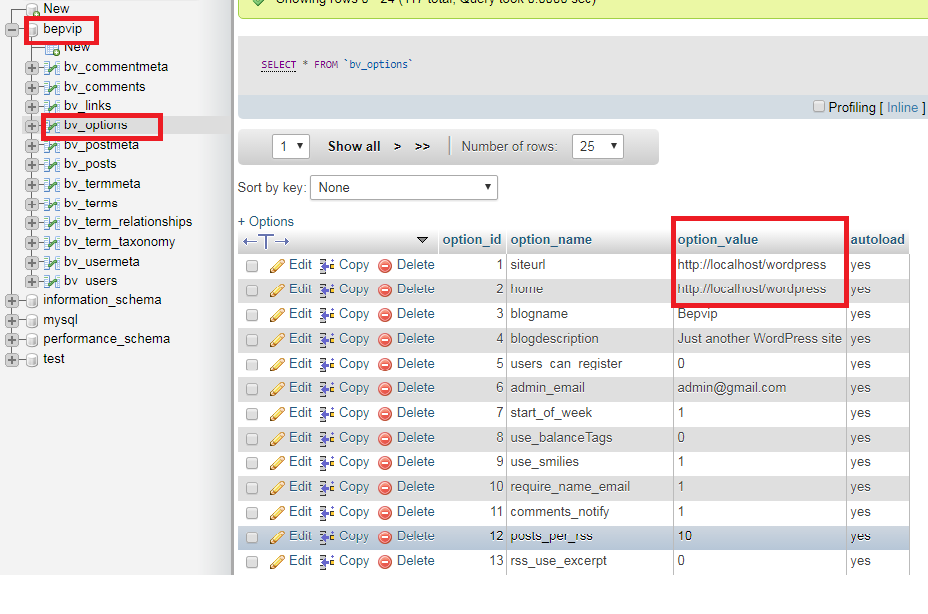 New
bepvip
New
bv_commentmeta
bv_comments
bv_links
bv_options
bv_postmeta
bv_posts
bv_termmeta
bv_terms
bv_term_relationships
bv_term_taxonomy
bv_usermeta
bv_users
information_schema
mysql
performance_schema
test
SELECT * FROM `bv_options`
Profiling [ Inline ]
1 Show all > >> Number of rows: 25
Sort by key: None
+ Options
←T→ option_id option_name option_value autoload
Edit Copy Delete 1 siteurl http://localhost/wordpress yes
Edit Copy Delete 2 home http://localhost/wordpress yes
Edit Copy Delete 3 blogname Bepvip yes
Edit Copy Delete 4 blogdescription Just another WordPress site yes
Edit Copy Delete 5 users_can_register 0 yes
Edit Copy Delete 6 admin_email admin@gmail.com yes
Edit Copy Delete 7 start_of_week 1 yes
Edit Copy Delete 8 use_balanceTags 0 yes
Edit Copy Delete 9 use_smilies 1 yes
Edit Copy Delete 10 require_name_email 1 yes
Edit Copy Delete 11 comments_notify 1 yes
Edit Copy Delete 12 posts_per_rss 10 yes
Edit Copy Delete 13 rss_use_excerpt 0 yes